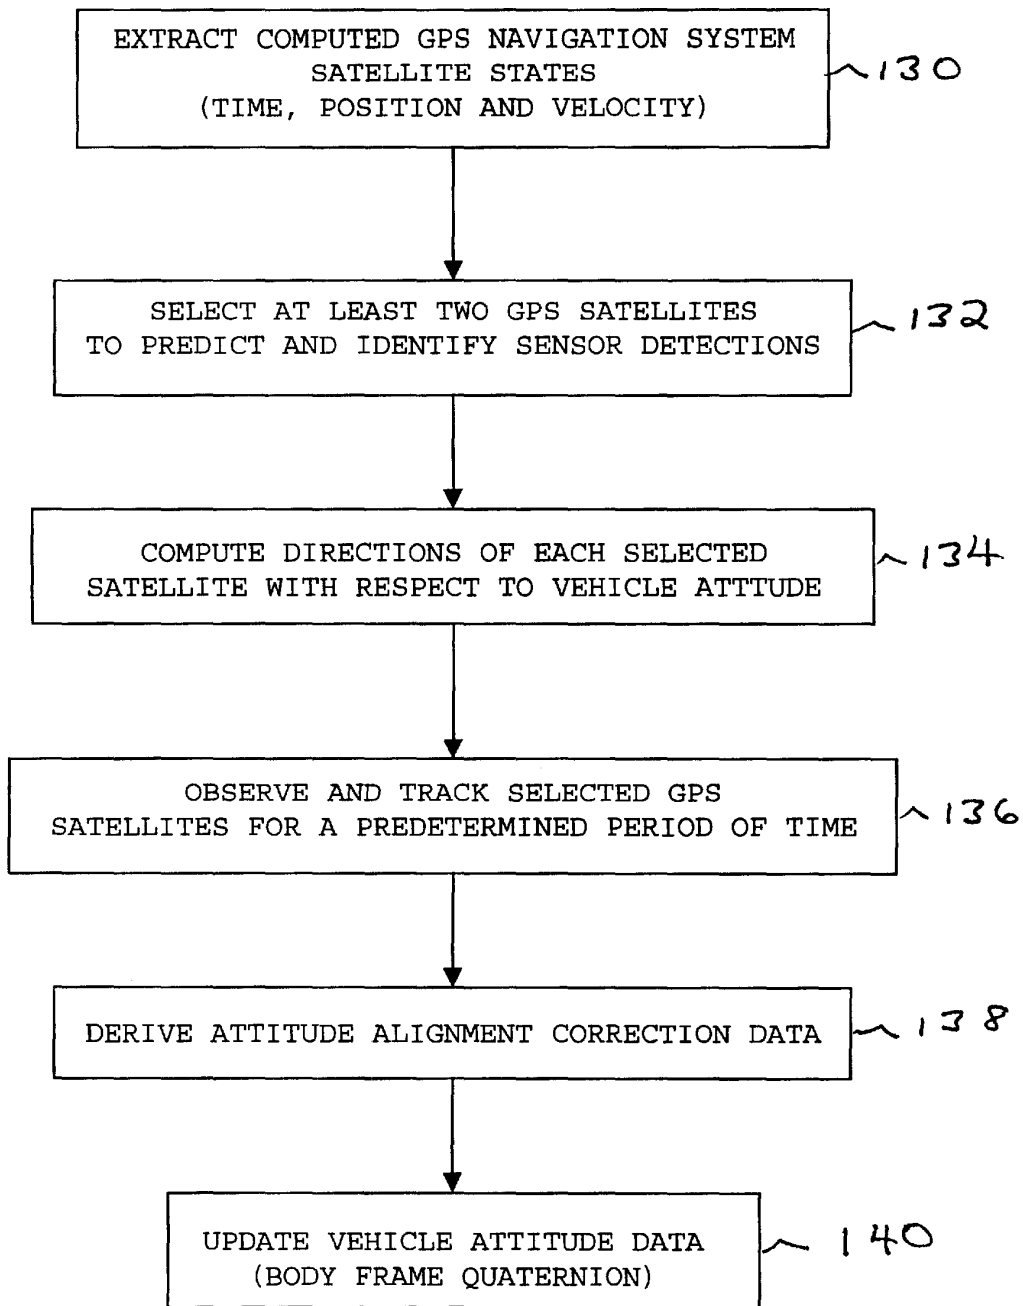 EXTRACT COMPUTED GPS NAVIGATION SYSTEM
SATELLITE STATES
(TIME, POSITION AND VELOCITY)
130
SELECT AT LEAST TWO GPS SATELLITES
TO PREDICT AND IDENTIFY SENSOR DETECTIONS
132
COMPUTE DIRECTIONS OF EACH SELECTED
SATELLITE WITH RESPECT TO VEHICLE ATTTUDE
134
OBSERVE AND TRACK SELECTED GPS
SATELLITES FOR A PREDETERMINED PERIOD OF TIME
136
DERIVE ATTITUDE ALIGNMENT CORRECTION DATA
138
UPDATE VEHICLE ATTITUDE DATA
(BODY FRAME QUATERNION)
140